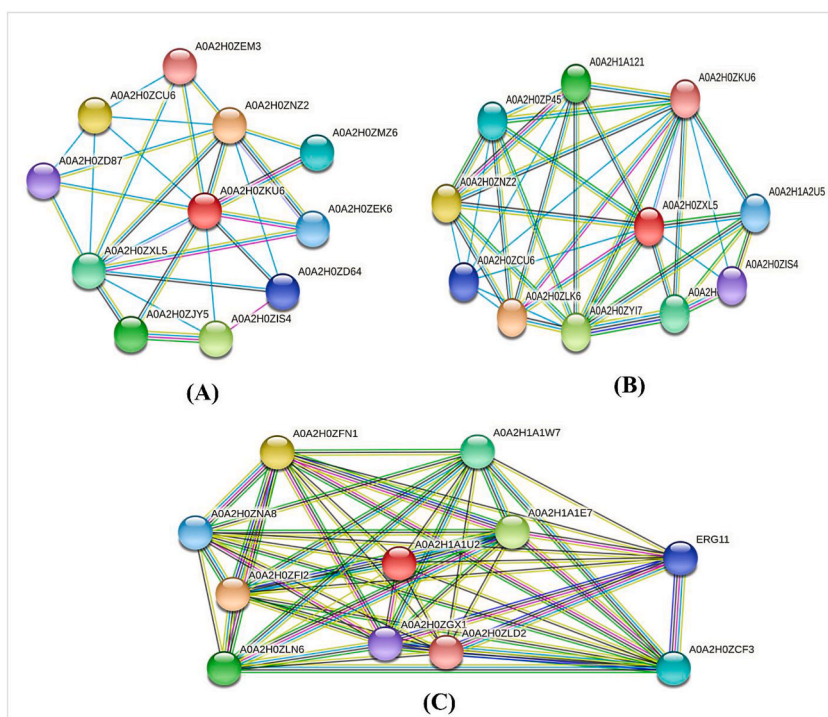 A0A2H0ZEM3
A0A2H0ZCU6
A0A2H0ZNZ2
A0A2H0ZMZ6
A0A2H0ZD87
A0A2H0ZKU6
A0A2H0ZEK6
A0A2H0ZXL5
A0A2H0ZD64
A0A2H0ZJY5
A0A2H0ZIS4
(A)
A0A2H1A121
A0A2H0ZKU6
A0A2H0ZP45
A0A2H0ZNZ2
A0A2H1A2U5
A0A2H0ZXL5
A0A2H0ZCU6
A0A2H0ZIS4
A0A2H0ZLK6
A0A2H0ZYI7
(B)
A0A2H0ZFN1
A0A2H1A1W7
A0A2H0ZNA8
A0A2H1A1E7
A0A2H1A1U2
ERG11
A0A2H0ZFI2
A0A2H0ZGX1
A0A2H0ZLD2
A0A2H0ZLN6
A0A2H0ZCF3
(C)